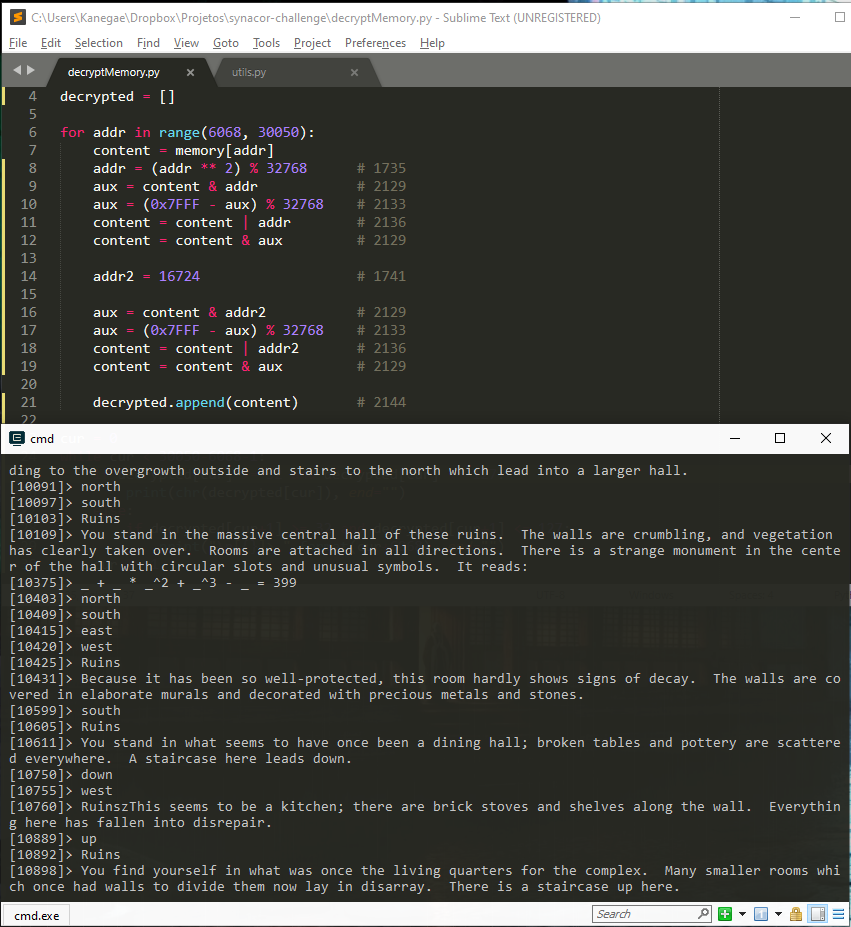 C:\Users\Kanegae\Dropbox\Projetos\synacor-challenge\decryptMemory.py - Sublime Text (UNREGISTERED)
File Edit Selection Find View Goto Tools Project Preferences Help
decryptMemory.py × utils.py ×
4 decrypted = []
5
6 for addr in range(6068, 30050):
7 content = memory[addr]
8 addr = (addr ** 2) % 32768 # 1735
9 aux = content & addr # 2129
10 aux = (0x7FFF - aux) % 32768 # 2133
11 content = content | addr # 2136
12 content = content & aux # 2129
13
14 addr2 = 16724 # 1741
15
16 aux = content & addr2 # 2129
17 aux = (0x7FFF - aux) % 32768 # 2133
18 content = content | addr2 # 2136
19 content = content & aux # 2129
20
21 decrypted.append(content) # 2144
22
cmd
ding to the overgrowth outside and stairs to the north which lead into a larger hall.
[10091]> north
[10097]> south
[10103]> Ruins
[10109]> You stand in the massive central hall of these ruins.  The walls are crumbling, and vegetation
has clearly taken over.  Rooms are attached in all directions.  There is a strange monument in the cente
r of the hall with circular slots and unusual symbols.  It reads:
[10375]> _ + _ * _^2 + _^3 - _ = 399
[10403]> north
[10409]> south
[10415]> east
[10420]> west
[10425]> Ruins
[10431]> Because it has been so well-protected, this room hardly shows signs of decay.  The walls are co
vered in elaborate murals and decorated with precious metals and stones.
[10599]> south
[10605]> Ruins
[10611]> You stand in what seems to have once been a dining hall; broken tables and pottery are scattere
d everywhere.  A staircase here leads down.
[10750]> down
[10755]> west
[10760]> RuinszThis seems to be a kitchen; there are brick stoves and shelves along the wall.  Everythin
g here has fallen into disrepair.
[10889]> up
[10892]> Ruins
[10898]> You find yourself in what was once the living quarters for the complex.  Many smaller rooms whi
ch once had walls to divide them now lay in disarray.  There is a staircase up here.
cmd.exe Search